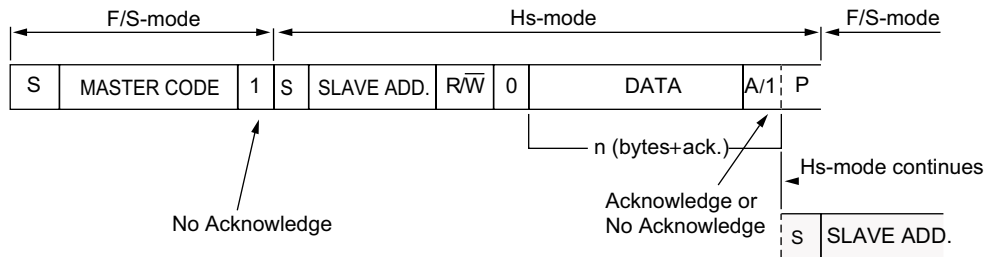 F/S-mode Hs-mode F/S-mode
S MASTER CODE 1 S SLAVE ADD. R/W̅ 0 DATA A/1 P
n (bytes+ack.)
Hs-mode continues
No Acknowledge
Acknowledge or
No Acknowledge
S SLAVE ADD.